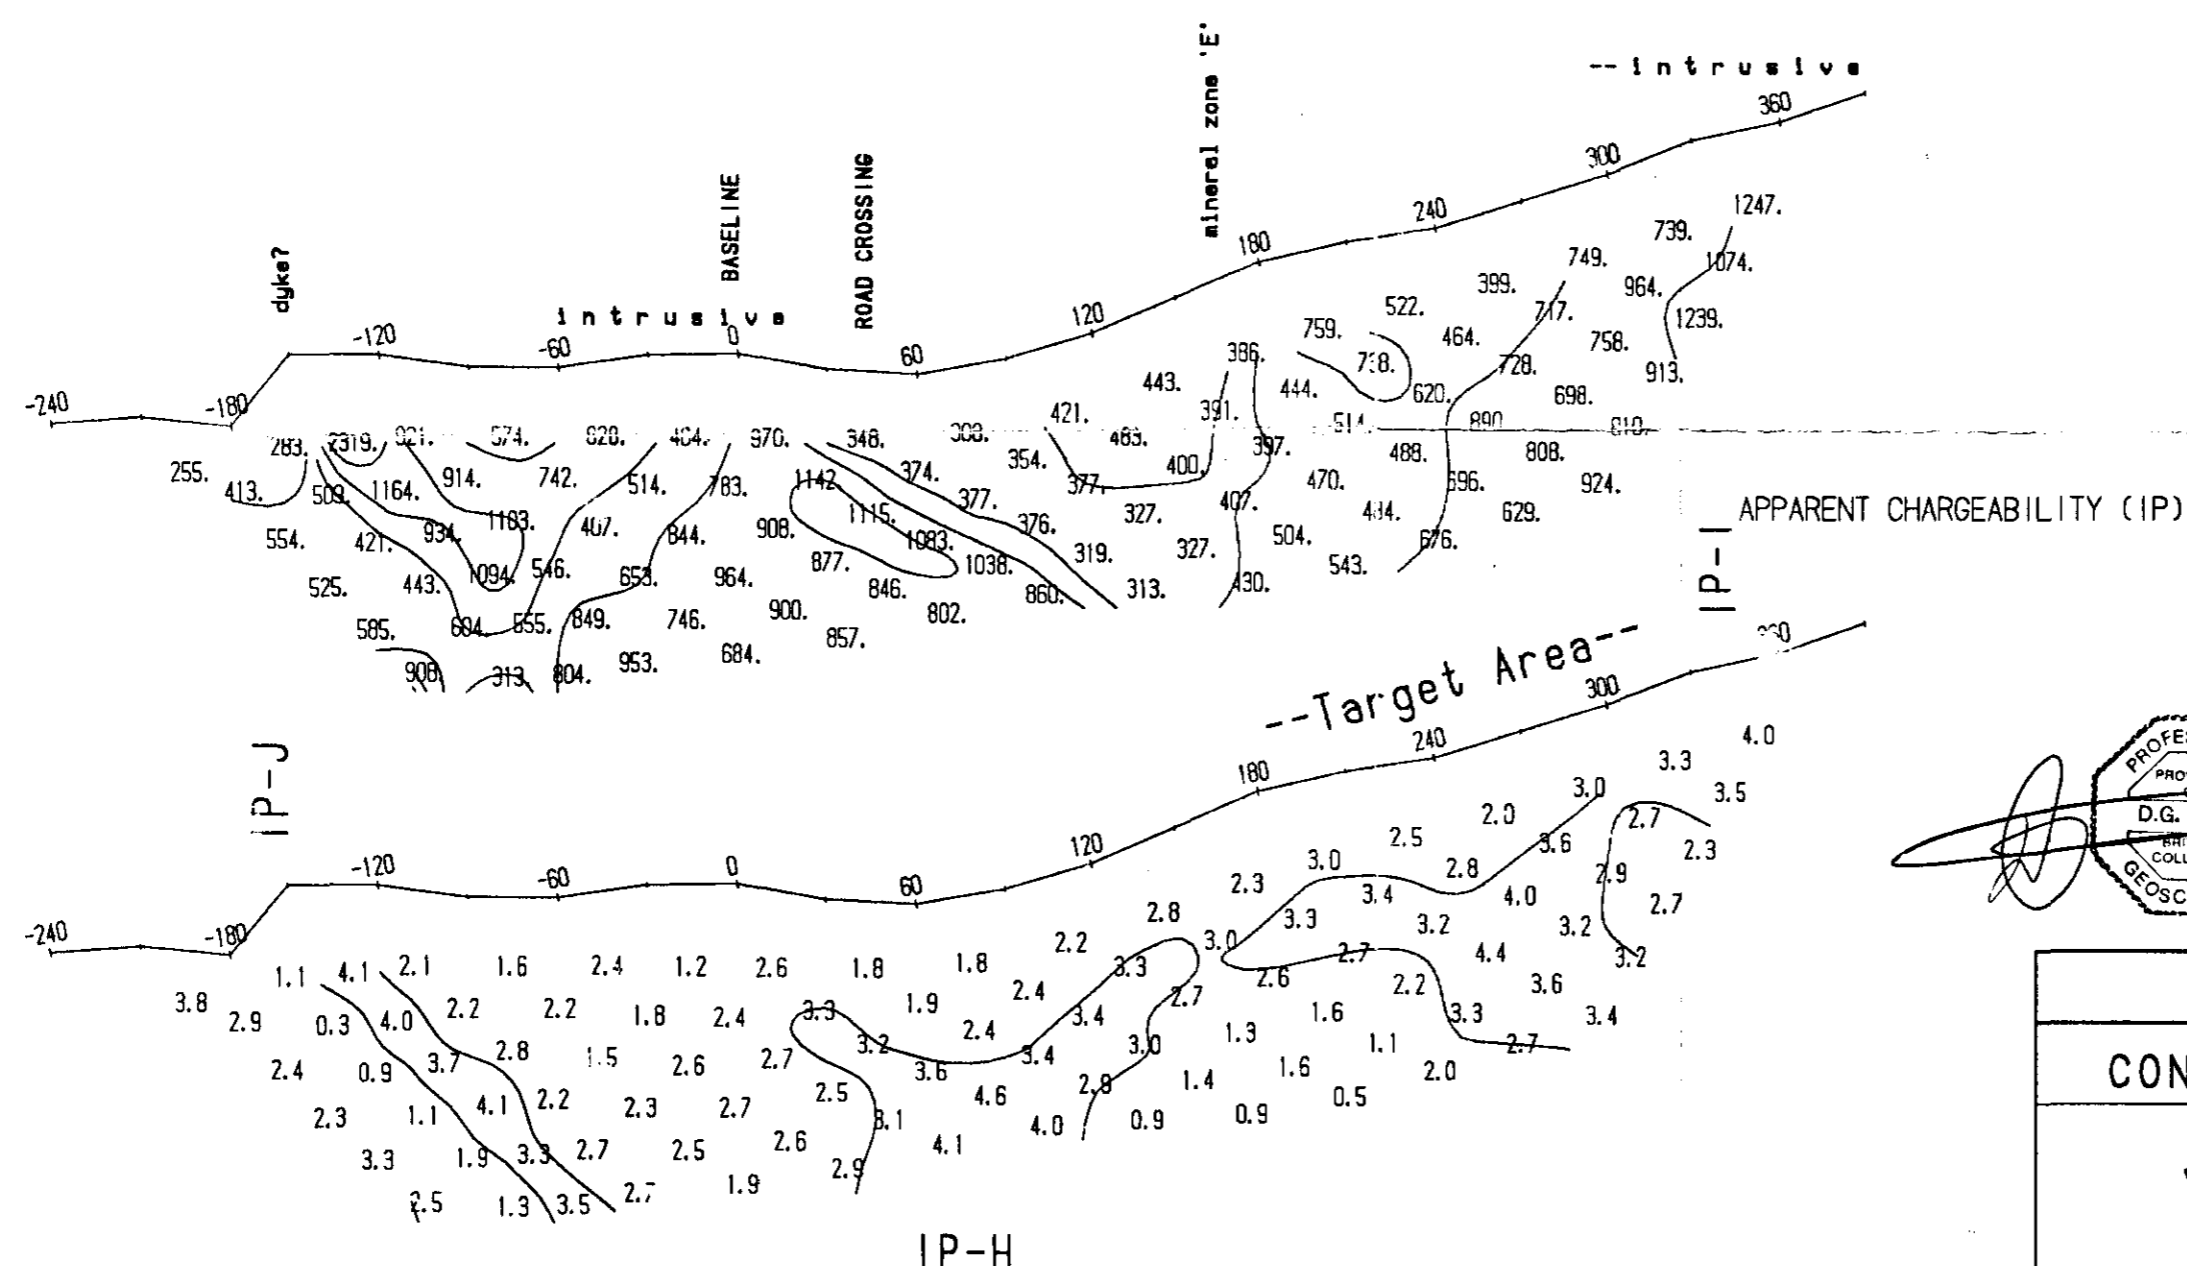 mineral zone 'E'
--intrusive
BASELINE
ROAD CROSSING
dyke?
intrusive
-240 -180 -120 -60 0 60 120 180 240 300 360
1247.
739.
749. 1074.
399. 964.
522. 717. 1239.
759. 464. 758.
386. 728. 913.
443. 444. 620. 698.
421. 391.
283. 2319. 970. 348. 397. 488. 808.
255. 914. 742. 514. 783. 374. 354. 400. 470. 696. 924.
413. 509. 1164. 1142. 377. 377. 407. 629.
934. 1103. 407. 908. 1115. 376. 327. 504. 676.
554. 421. 844. 1083. 319. 327. 543.
525. 443. 1094. 546. 653. 964. 877. 1038. 313. 430.
585. 604. 555. 849. 746. 900. 846. 860.
908. 313. 804. 953. 684. 857. 802.
APPARENT CHARGEABILITY (IP)
IP-I
--Target Area--
IP-J
-240 -180 -120 -60 0 60 120 180 240 300
4.0
3.3
3.0 3.5
2.0 2.7
2.5 3.6 2.3
3.0 2.8 2.9
2.3 3.4 4.0 2.7
2.8 3.3 3.2 3.2
2.2 3.0 4.4 3.2
1.1 4.1 2.1 1.6 2.4 1.2 2.6 1.8 1.8 3.3 2.6 2.7 2.2 3.6
3.8 2.2 2.2 1.8 2.4 3.3 1.9 2.4 2.7 1.6 3.3 3.4
2.9 0.3 4.0 2.4 3.4 1.3 2.7
2.4 0.9 3.7 2.8 1.5 2.6 2.7 3.2 3.4 3.0 1.1
2.3 1.1 4.1 2.2 2.3 2.7 2.5 3.6 2.8 1.4 1.6 2.0
3.3 1.9 3.3 2.7 2.5 2.6 3.1 4.6 4.0 0.9 0.9 0.5
2.5 1.3 3.5 2.7 1.9 2.9 4.1
IP-H
D.G.